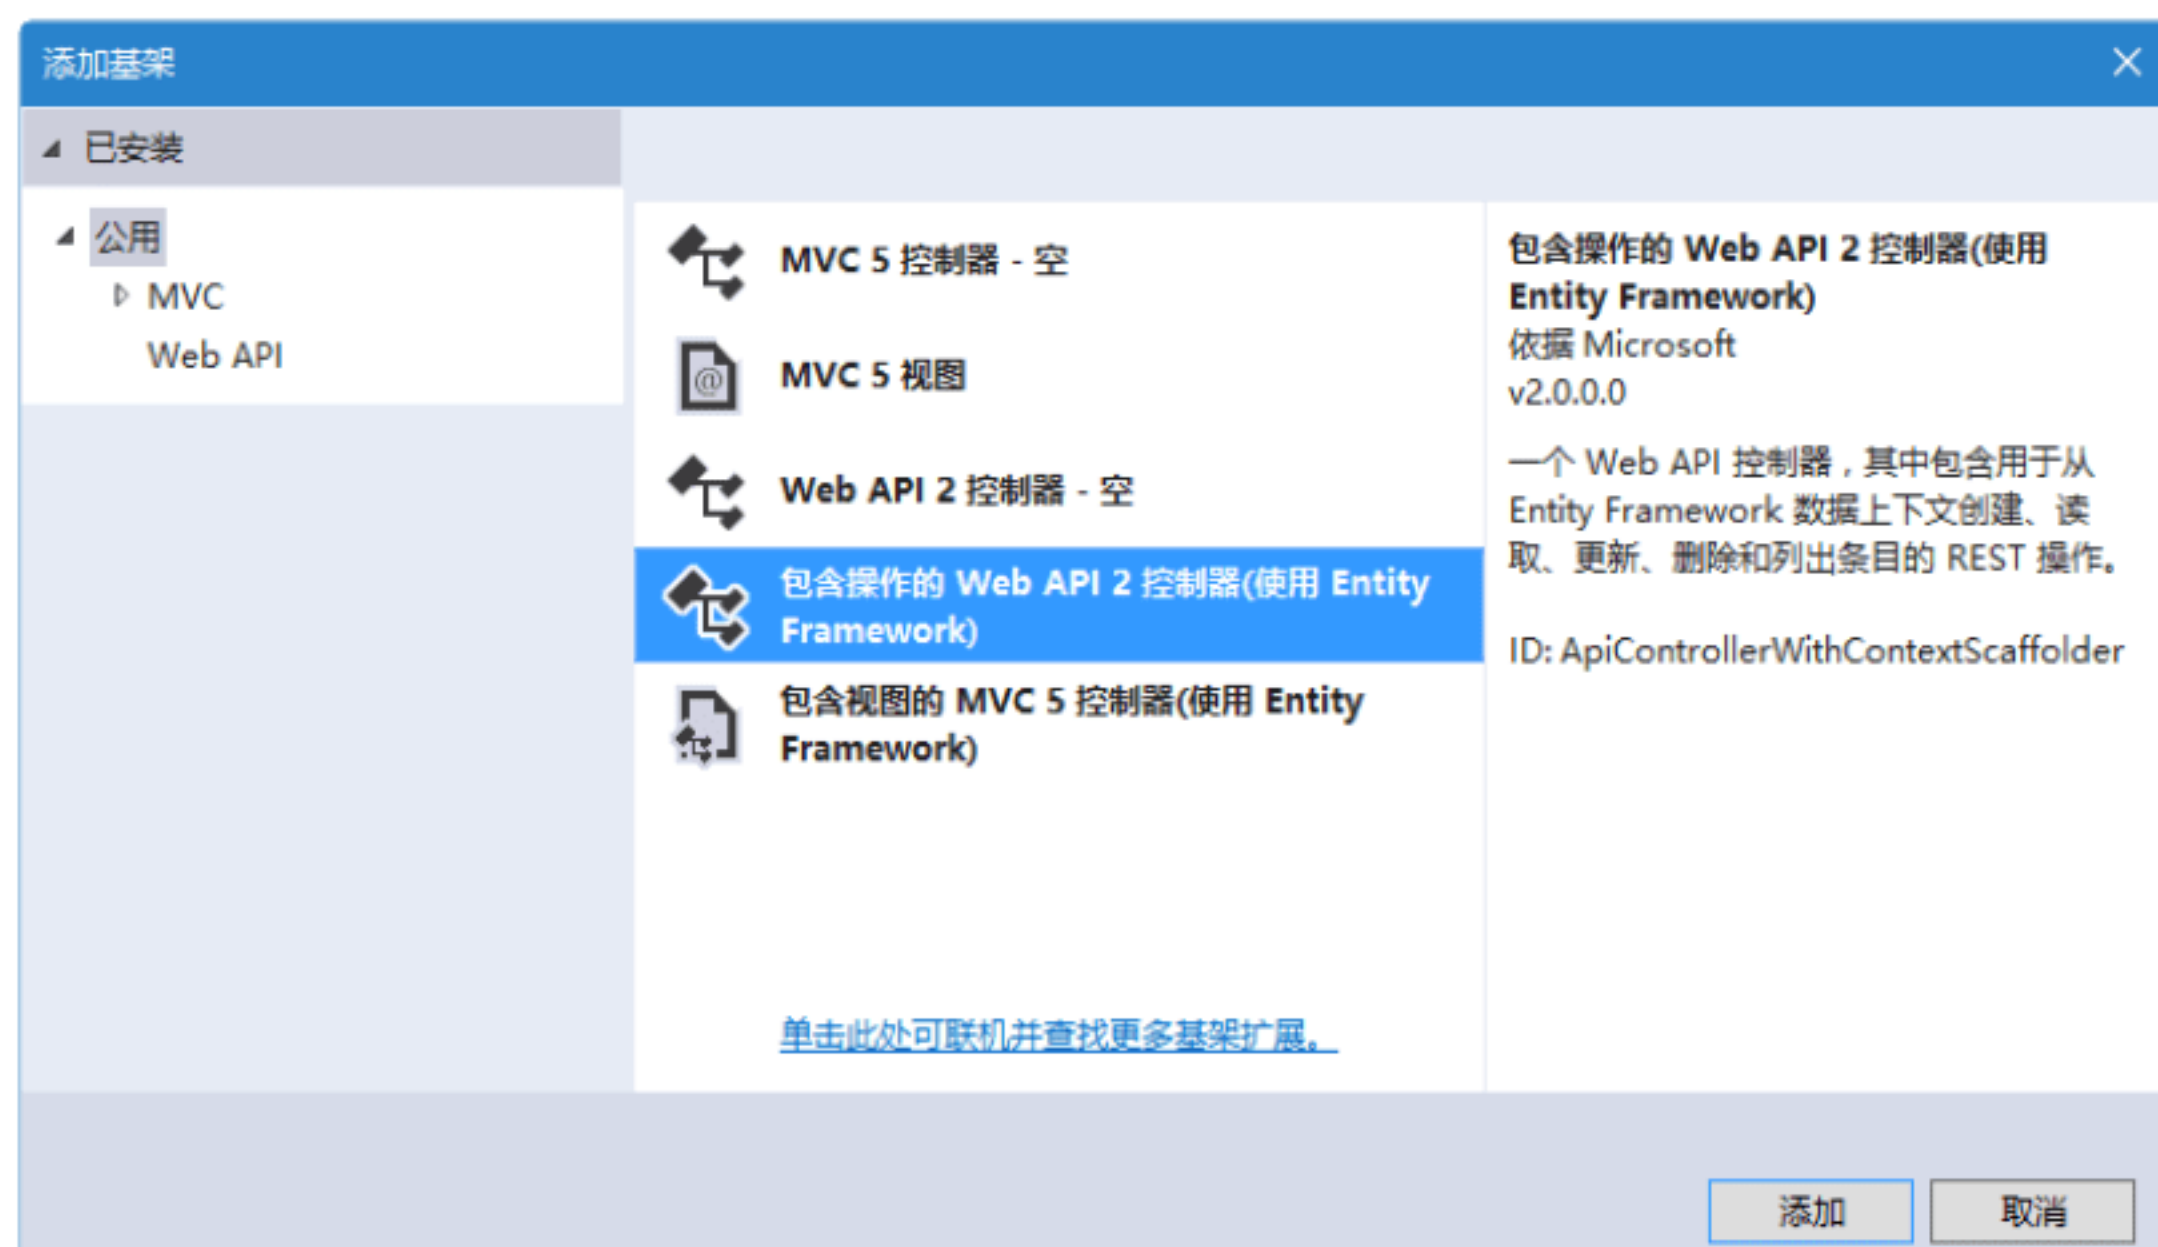 添加基架
已安装
公用
MVC
Web API
MVC 5 控制器 - 空
MVC 5 视图
Web API 2 控制器 - 空
包含操作的 Web API 2 控制器(使用 Entity
Framework)
包含视图的 MVC 5 控制器(使用 Entity
Framework)
单击此处可联机并查找更多基架扩展。
包含操作的 Web API 2 控制器(使用
Entity Framework)
依据 Microsoft
v2.0.0.0
一个 Web API 控制器，其中包含用于从
Entity Framework 数据上下文创建、读
取、更新、删除和列出条目的 REST 操作。
ID: ApiControllerWithContextScaffolder
添加
取消